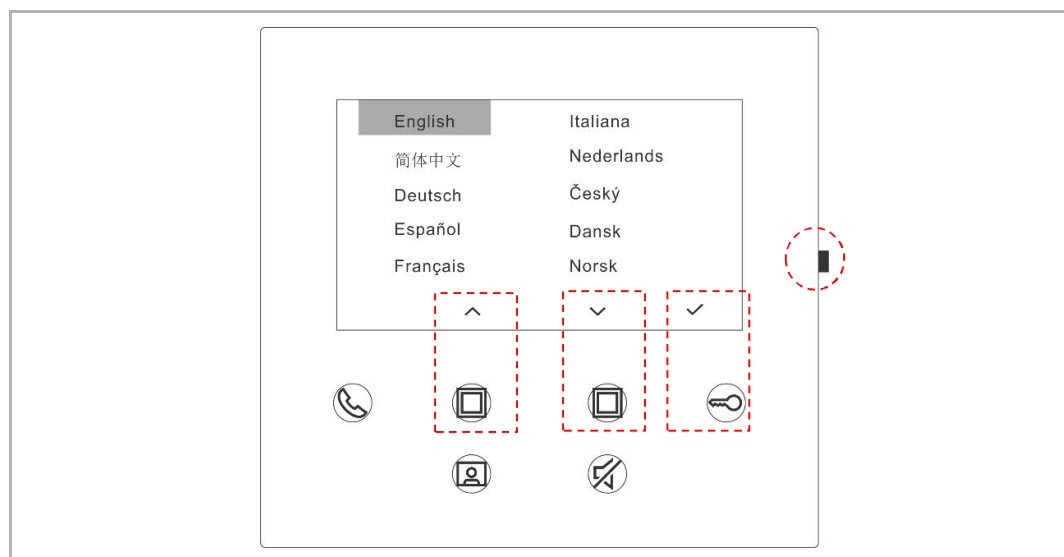 English
简体中文
Deutsch
Español
Français
Italiana
Nederlands
Český
Dansk
Norsk